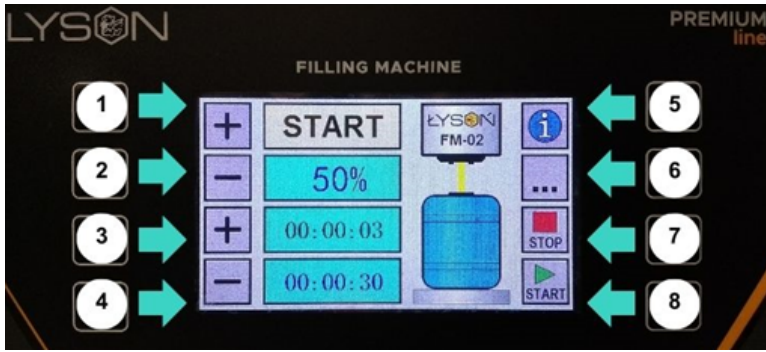 LYSON
PREMIUM
line
FILLING MACHINE
1
2
3
4
+
START
-
50%
+
00:00:03
-
00:00:30
ŁYSOŃ
FM-02
i
...
STOP
START
5
6
7
8